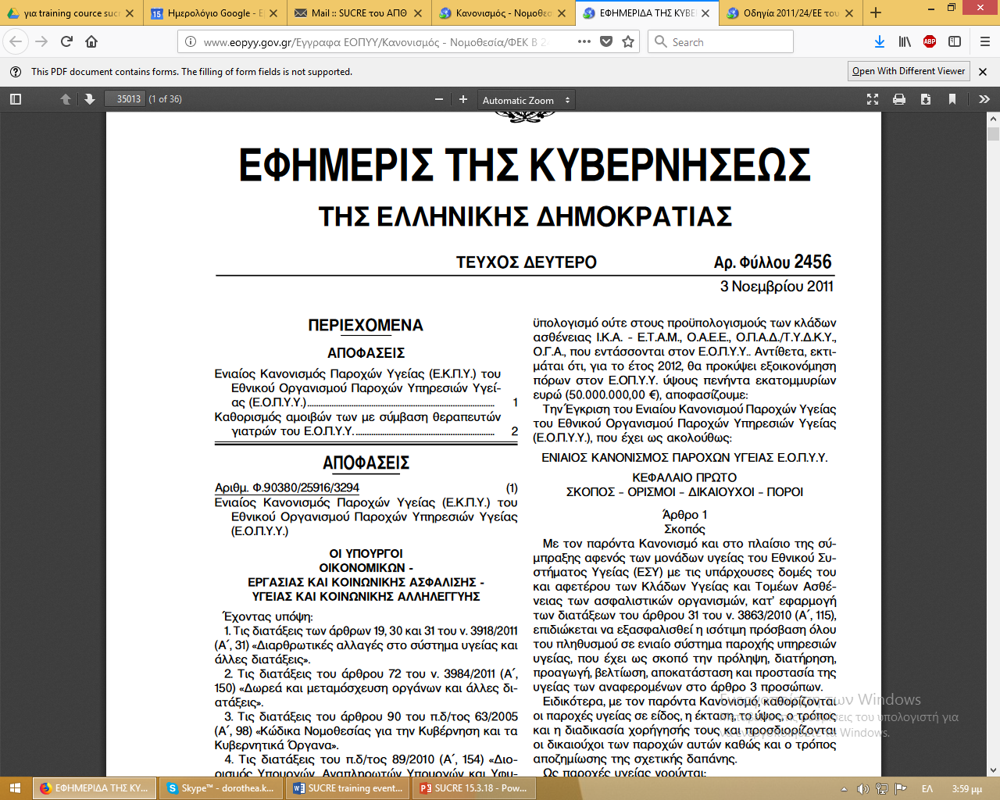 για training cource sucr
Ημερολόγιο Google - Ε
Mail :: SUCRE του ΑΠΘ
Κανονισμός - Νομοθεσ
ΕΦΗΜΕΡΙΔΑ ΤΗΣ ΚΥΒΕΡ
Οδηγία 2011/24/ΕΕ του
www.eopyy.gov.gr/Εγγραφα ΕΟΠΥΥ/Κανονισμός - Νομοθεσία/ΦΕΚ Β 2
Search
This PDF document contains forms. The filling of form fields is not supported.
Open With Different Viewer
35013
(1 of 36)
Automatic Zoom
ΕΦΗΜΕΡΙΣ ΤΗΣ ΚΥΒΕΡΝΗΣΕΩΣ
ΤΗΣ ΕΛΛΗΝΙΚΗΣ ΔΗΜΟΚΡΑΤΙΑΣ
ΤΕΥΧΟΣ ΔΕΥΤΕΡΟ
Αρ. Φύλλου 2456
3 Νοεμβρίου 2011
ΠΕΡΙΕΧΟΜΕΝΑ
ΑΠΟΦΑΣΕΙΣ
Ενιαίος Κανονισμός Παροχών Υγείας (Ε.Κ.Π.Υ.) του
Εθνικού Οργανισμού Παροχών Υπηρεσιών Υγεί-
ας (Ε.Ο.Π.Υ.Υ.) 1
Καθορισμός αμοιβών των με σύμβαση θεραπευτών
γιατρών του Ε.Ο.Π.Υ.Υ. 2
ΑΠΟΦΑΣΕΙΣ
Αριθμ. Φ.90380/25916/3294 (1)
Ενιαίος Κανονισμός Παροχών Υγείας (Ε.Κ.Π.Υ.) του
Εθνικού Οργανισμού Παροχών Υπηρεσιών Υγείας
(Ε.Ο.Π.Υ.Υ.)
ΟΙ ΥΠΟΥΡΓΟΙ
ΟΙΚΟΝΟΜΙΚΩΝ -
ΕΡΓΑΣΙΑΣ ΚΑΙ ΚΟΙΝΩΝΙΚΗΣ ΑΣΦΑΛΙΣΗΣ -
ΥΓΕΙΑΣ ΚΑΙ ΚΟΙΝΩΝΙΚΗΣ ΑΛΛΗΛΕΓΓΥΗΣ
Έχοντας υπόψη:
1. Τις διατάξεις των άρθρων 19, 30 και 31 του ν. 3918/2011
(Α΄, 31) «Διαρθρωτικές αλλαγές στο σύστημα υγείας και
άλλες διατάξεις».
2. Τις διατάξεις του άρθρου 72 του ν. 3984/2011 (Α΄,
150) «Δωρεά και μεταμόσχευση οργάνων και άλλες δι-
ατάξεις».
3. Τις διατάξεις του άρθρου 90 του π.δ/τος 63/2005
(Α΄, 98) «Κώδικα Νομοθεσίας για την Κυβέρνηση και τα
Κυβερνητικά Όργανα».
4. Τις διατάξεις του π.δ/τος 89/2010 (Α΄, 154) «Διο-
ρισμός Υπουργών, Αναπληρωτών Υπουργών και Υφυ-
ϋπολογισμό ούτε στους προϋπολογισμούς των κλάδων
ασθένειας Ι.Κ.Α. - Ε.Τ.Α.Μ., Ο.Α.Ε.Ε., Ο.Π.Α.Δ./Τ.Υ.Δ.Κ.Υ.,
Ο.Γ.Α., που εντάσσονται στον Ε.Ο.Π.Υ.Υ.. Αντίθετα, εκτι-
μάται ότι, για το έτος 2012, θα προκύψει εξοικονόμηση
πόρων στον Ε.ΟΠ.Υ.Υ. ύψους πενήντα εκατομμυρίων
ευρώ (50.000.000,00 €), αποφασίζουμε:
Την Έγκριση του Ενιαίου Κανονισμού Παροχών Υγείας
του Εθνικού Οργανισμού Παροχών Υπηρεσιών Υγείας
(Ε.Ο.Π.Υ.Υ.), που έχει ως ακολούθως:
ΕΝΙΑΙΟΣ ΚΑΝΟΝΙΣΜΟΣ ΠΑΡΟΧΩΝ ΥΓΕΙΑΣ Ε.Ο.Π.Υ.Υ.
ΚΕΦΑΛΑΙΟ ΠΡΩΤΟ
ΣΚΟΠΟΣ – ΟΡΙΣΜΟΙ – ΔΙΚΑΙΟΥΧΟΙ – ΠΟΡΟΙ
Άρθρο 1
Σκοπός
Με τον παρόντα Κανονισμό και στο πλαίσιο της σύ-
μπραξης αφενός των μονάδων υγείας του Εθνικού Συ-
στήματος Υγείας (ΕΣΥ) με τις υπάρχουσες δομές του
και αφετέρου των Κλάδων Υγείας και Τομέων Ασθέ-
νειας των ασφαλιστικών οργανισμών, κατ' εφαρμογή
των διατάξεων του άρθρου 31 του ν. 3863/2010 (Α΄, 115),
επιδιώκεται να εξασφαλισθεί η ισότιμη πρόσβαση όλου
του πληθυσμού σε ενιαίο σύστημα παροχής υπηρεσιών
υγείας, που έχει ως σκοπό την πρόληψη, διατήρηση,
προαγωγή, βελτίωση, αποκατάσταση και προστασία της
υγείας των αναφερομένων στο άρθρο 3 προσώπων.
Ειδικότερα, με τον παρόντα Κανονισμό, καθορίζονται
οι παροχές υγείας σε είδος, η έκταση, το ύψος, ο τρόπος
και η διαδικασία χορήγησής τους και προσδιορίζονται
οι δικαιούχοι των παροχών αυτών καθώς και ο τρόπος
αποζημίωσης της σχετικής δαπάνης.
Ως παροχές υγείας νοούνται:
Ενεργοποίηση των Windows
Μετάβαση στις ρυθμίσεις του υπολογιστή για
να ενεργοποιήσετε τα Windows.
ΕΦΗΜΕΡΙΔΑ ΤΗΣ ΚΥ...
Skype™ - dorothea.k...
SUCRE training event...
SUCRE 15.3.18 - Pow...
ΕΛ
3:59 μμ